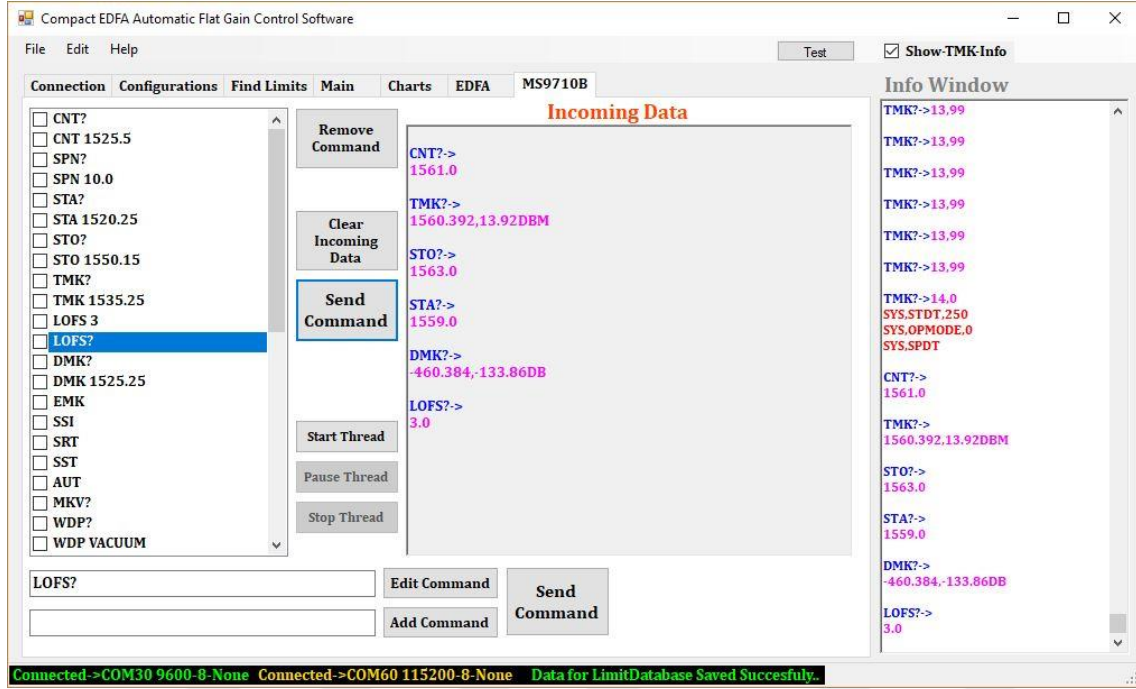 Compact EDFA Automatic Flat Gain Control Software
File Edit Help
Test
Show-TMK-Info
Connection Configurations Find Limits Main Charts EDFA MS9710B
CNT?
CNT 1525.5
SPN?
SPN 10.0
STA?
STA 1520.25
STO?
STO 1550.15
TMK?
TMK 1535.25
LOFS 3
LOFS?
DMK?
DMK 1525.25
EMK
SSI
SRT
SST
AUT
MKV?
WDP?
WDP VACUUM
Remove
Command
Clear
Incoming
Data
Send
Command
Start Thread
Pause Thread
Stop Thread
Incoming Data
CNT?->
1561.0
TMK?->
1560.392,13.92DBM
STO?->
1563.0
STA?->
1559.0
DMK?->
-460.384,-133.86DB
LOFS?->
3.0
LOFS?
Edit Command
Add Command
Send
Command
Info Window
TMK?->13,99
TMK?->13,99
TMK?->13,99
TMK?->13,99
TMK?->13,99
TMK?->13,99
TMK?->14,0
SYS,STDT,250
SYS,OPMODE,0
SYS,SPDT
CNT?->
1561.0
TMK?->
1560.392,13.92DBM
STO?->
1563.0
STA?->
1559.0
DMK?->
-460.384,-133.86DB
LOFS?->
3.0
Connected->COM30 9600-8-None Connected->COM60 115200-8-None Data for LimitDatabase Saved Succesfuly..